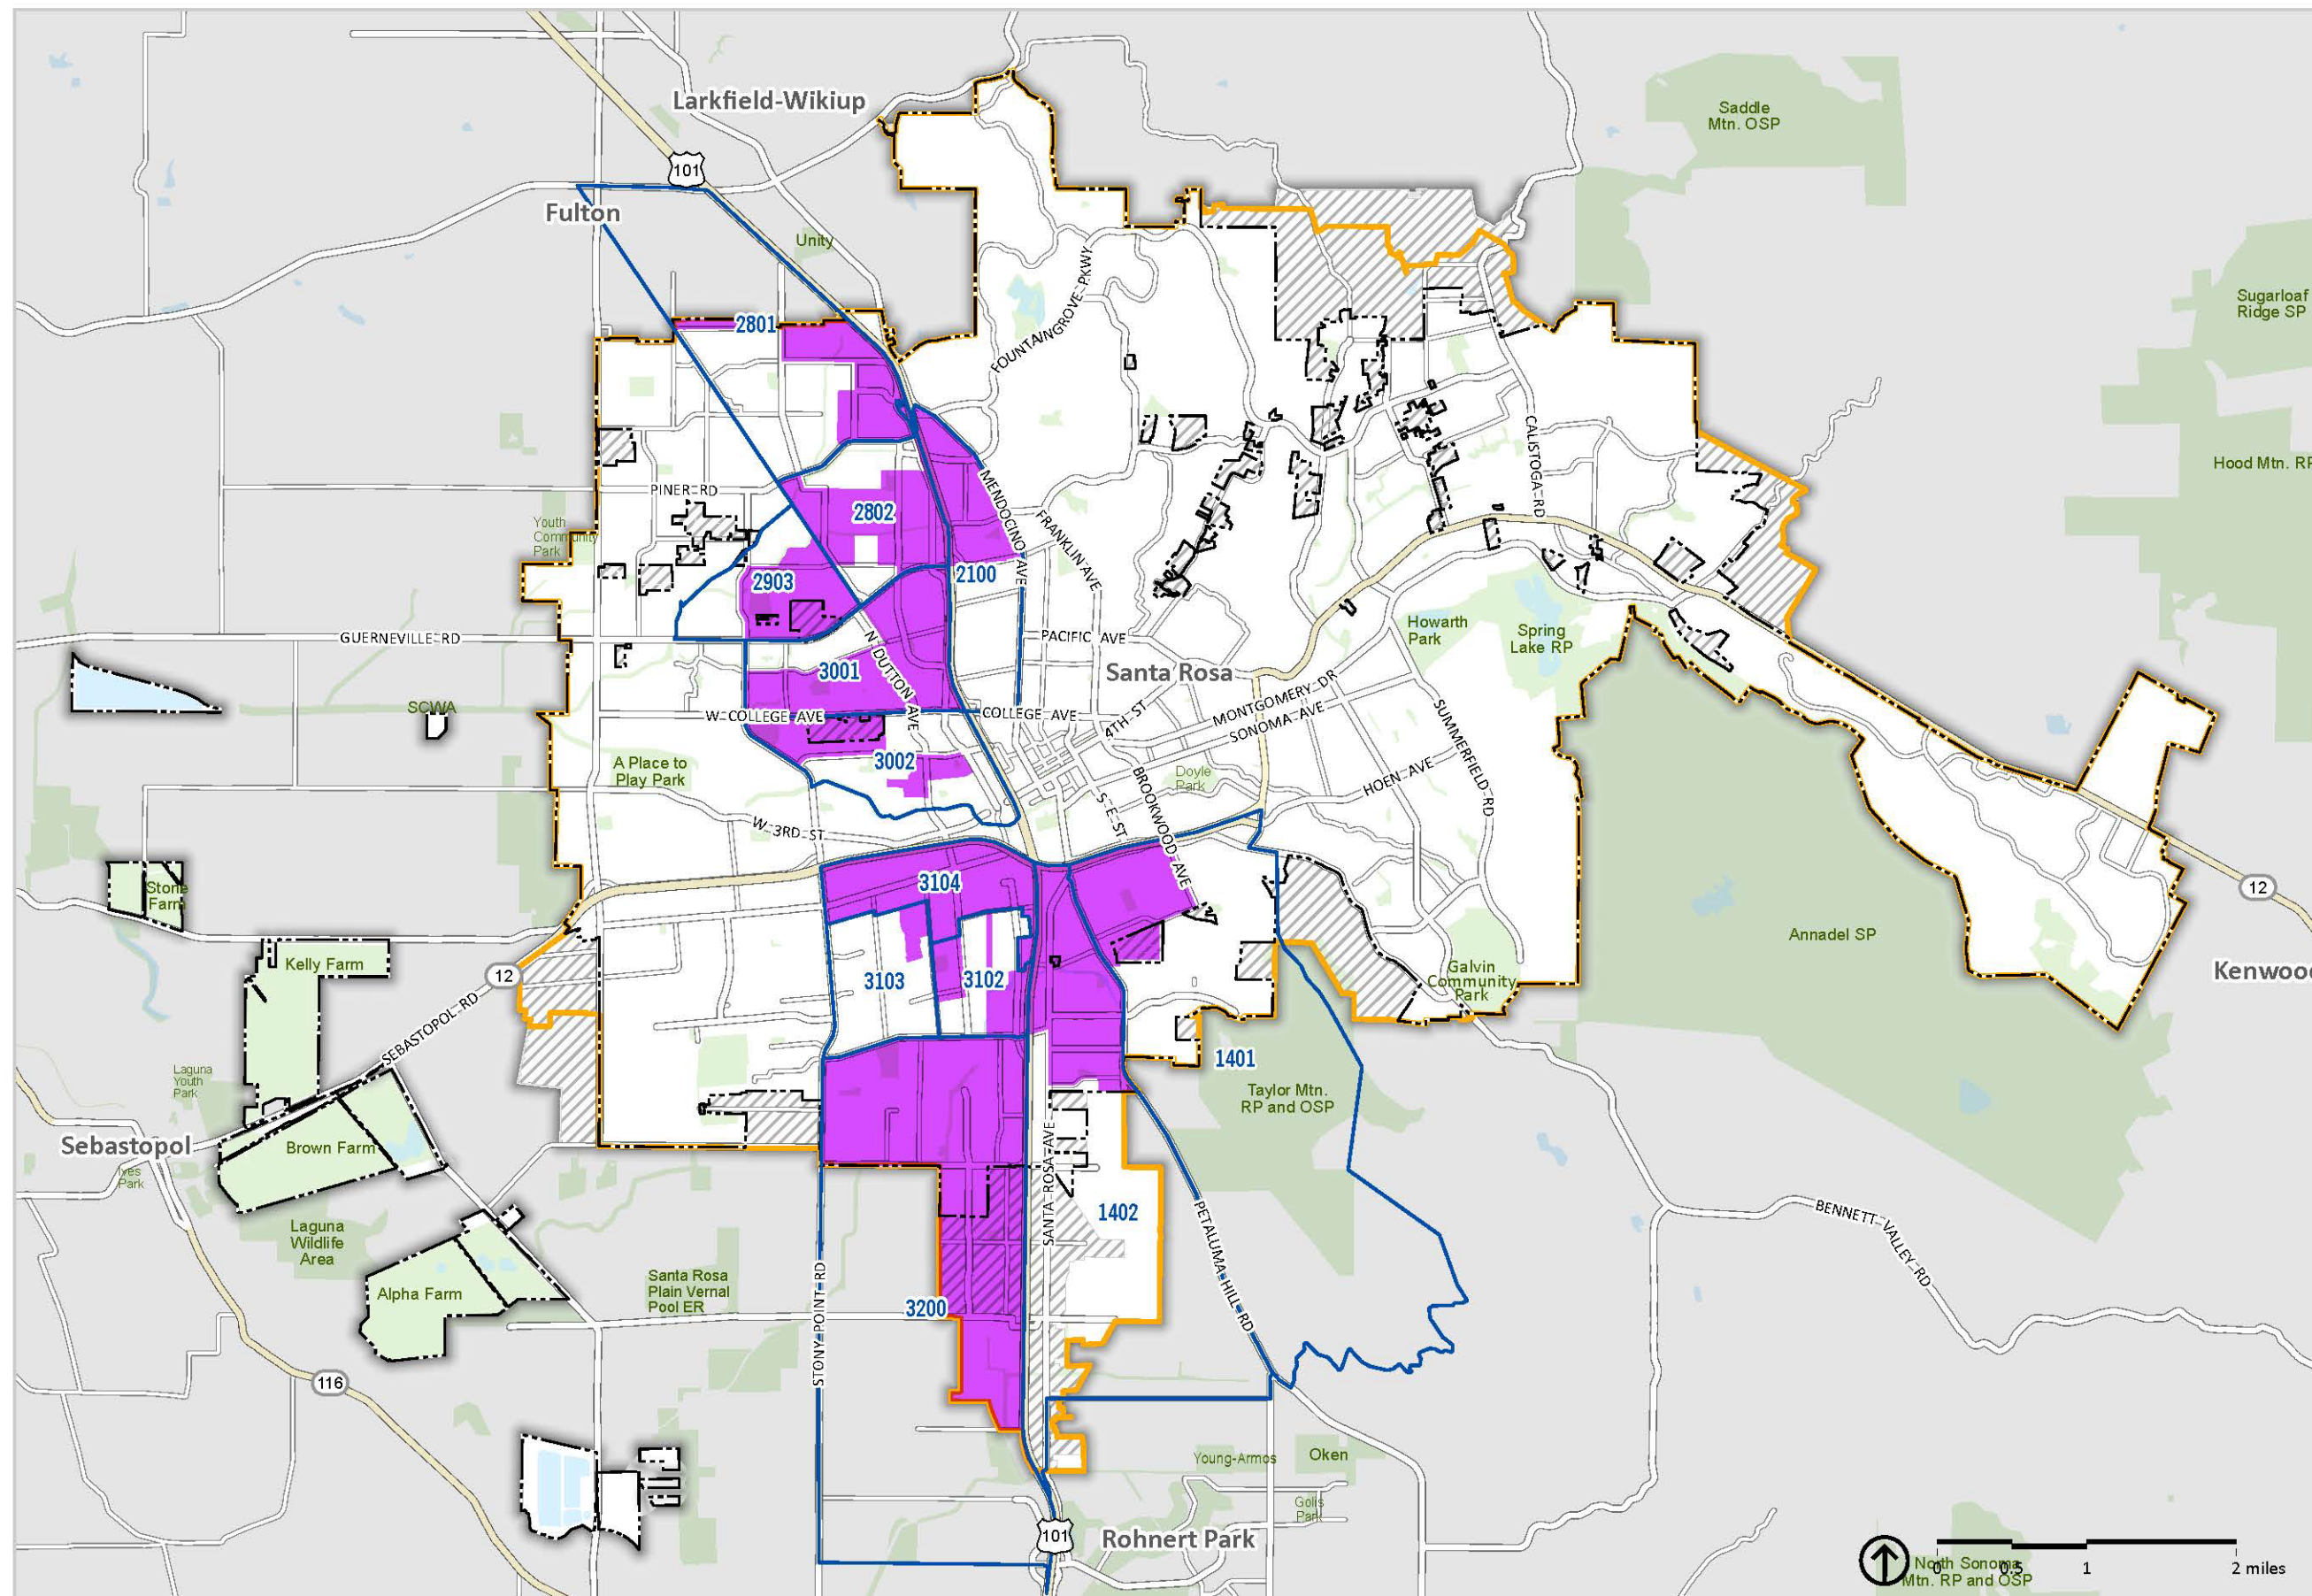 Larkfield-Wikiup
Saddle
Mtn. OSP
101
Fulton
Unity
Sugarloaf
Ridge SP
2801
FOUNTAINGROVE PKWY
CALISTOGA RD
Hood Mtn. RP
PINER RD
MENDOCINO AVE
FRANKLIN AVE
2802
Youth
Community
Park
2903
2100
GUERNEVILLE RD
N DUTTON AVE
PACIFIC AVE
Howarth
Park
Spring
Lake RP
3001
Santa Rosa
SCWA
W COLLEGE AVE
COLLEGE AVE
4TH ST
MONTGOMERY DR
SONOMA AVE
SUMMERFIELD RD
3002
A Place to
Play Park
Doyle
Park
BROOKWOOD AVE
HOEN AVE
S E ST
W 3RD ST
3104
Stone
Farm
12
Annadel SP
Kelly Farm
12
3103
3102
Galvin
Community
Park
Kenwood
SEBASTOPOL RD
1401
Laguna
Youth
Park
Taylor Mtn.
RP and OSP
Sebastopol
Brown Farm
Ives
Park
SANTA ROSA AVE
1402
PETALUMA HILL RD
BENNETT VALLEY RD
Laguna
Wildlife
Area
Santa Rosa
Plain Vernal
Pool ER
STONY POINT RD
Alpha Farm
3200
116
Young-Armos
Oken
Golis
Park
101
Rohnert Park
North Sonoma
Mtn. RP and OSP
0
0.5
1
2 miles